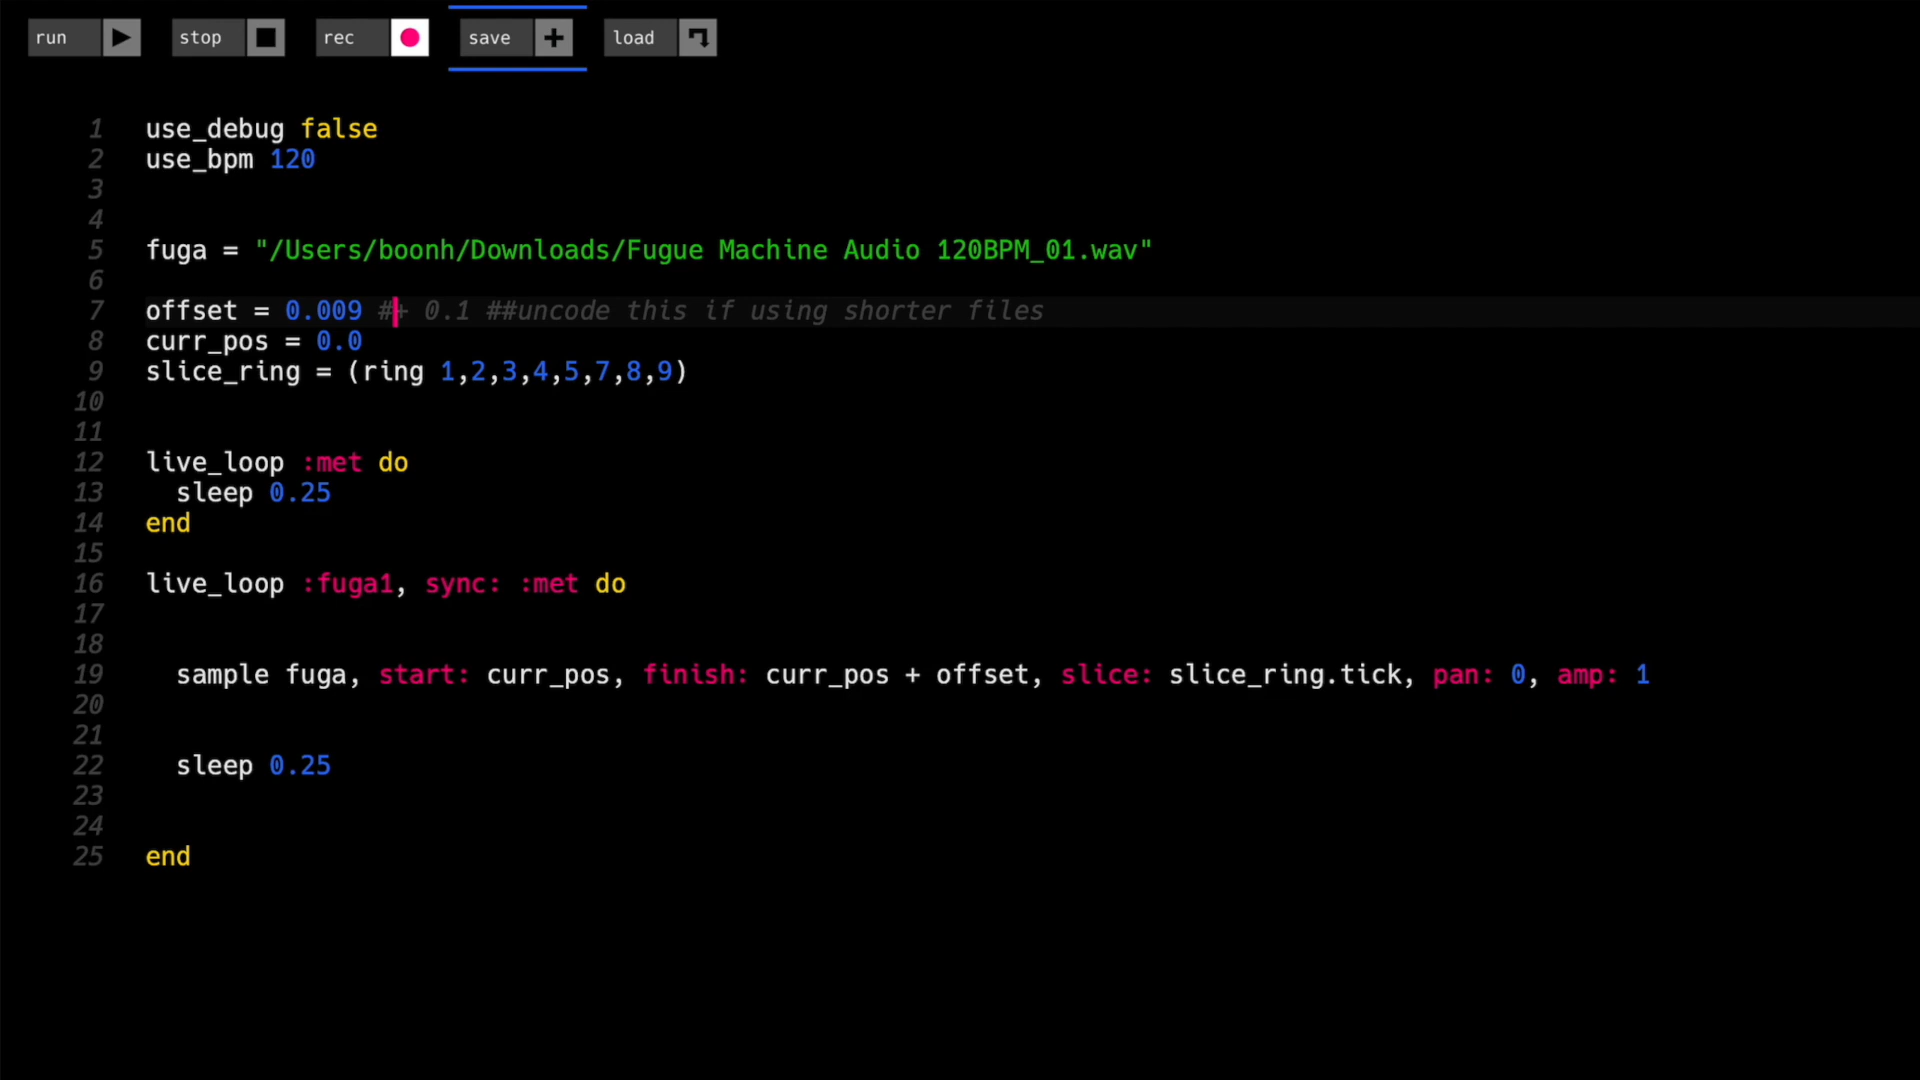 run stop rec save load
1 use_debug false
2 use_bpm 120
3
4
5 fuga = "/Users/boonh/Downloads/Fugue Machine Audio 120BPM_01.wav"
6
7 offset = 0.009 #+ 0.1 ##uncode this if using shorter files
8 curr_pos = 0.0
9 slice_ring = (ring 1,2,3,4,5,7,8,9)
10
11
12 live_loop :met do
13 sleep 0.25
14 end
15
16 live_loop :fuga1, sync: :met do
17
18
19 sample fuga, start: curr_pos, finish: curr_pos + offset, slice: slice_ring.tick, pan: 0, amp: 1
20
21
22 sleep 0.25
23
24
25 end